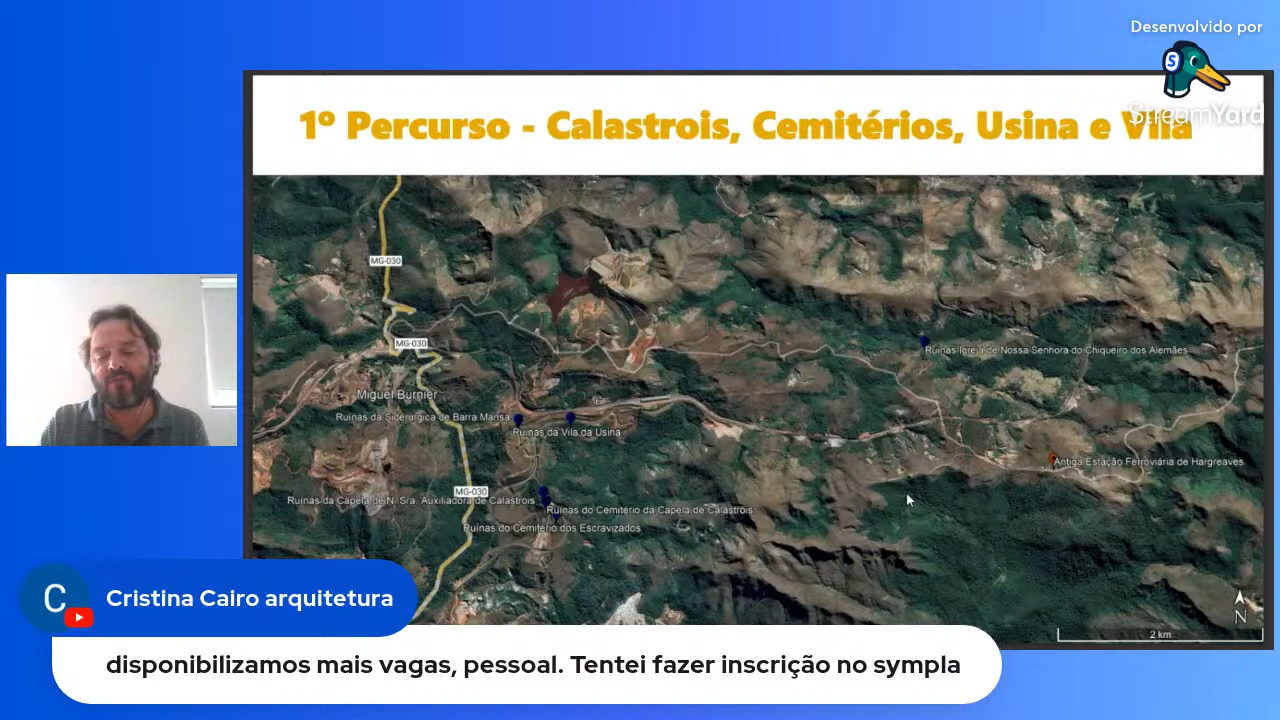 Desenvolvido por
StreamYard
1º Percurso - Calastrois, Cemitérios, Usina e Vila
MG-030
MG-030
Ruínas Igreja de Nossa Senhora do Chiqueiro dos Alemães
Miguel Burnier
Ruínas da Siderúrgica de Barra Mansa
Ruínas da Vila da Usina
Antiga Estação Ferroviária de Hargreaves
MG-030
Ruínas da Capela de N. Sra. Auxiliadora de Calastrois
Ruínas do Cemitério da Capela de Calastrois
Ruínas do Cemitério dos Escravizados
N
2 km
C
Cristina Cairo arquitetura
disponibilizamos mais vagas, pessoal. Tentei fazer inscrição no sympla